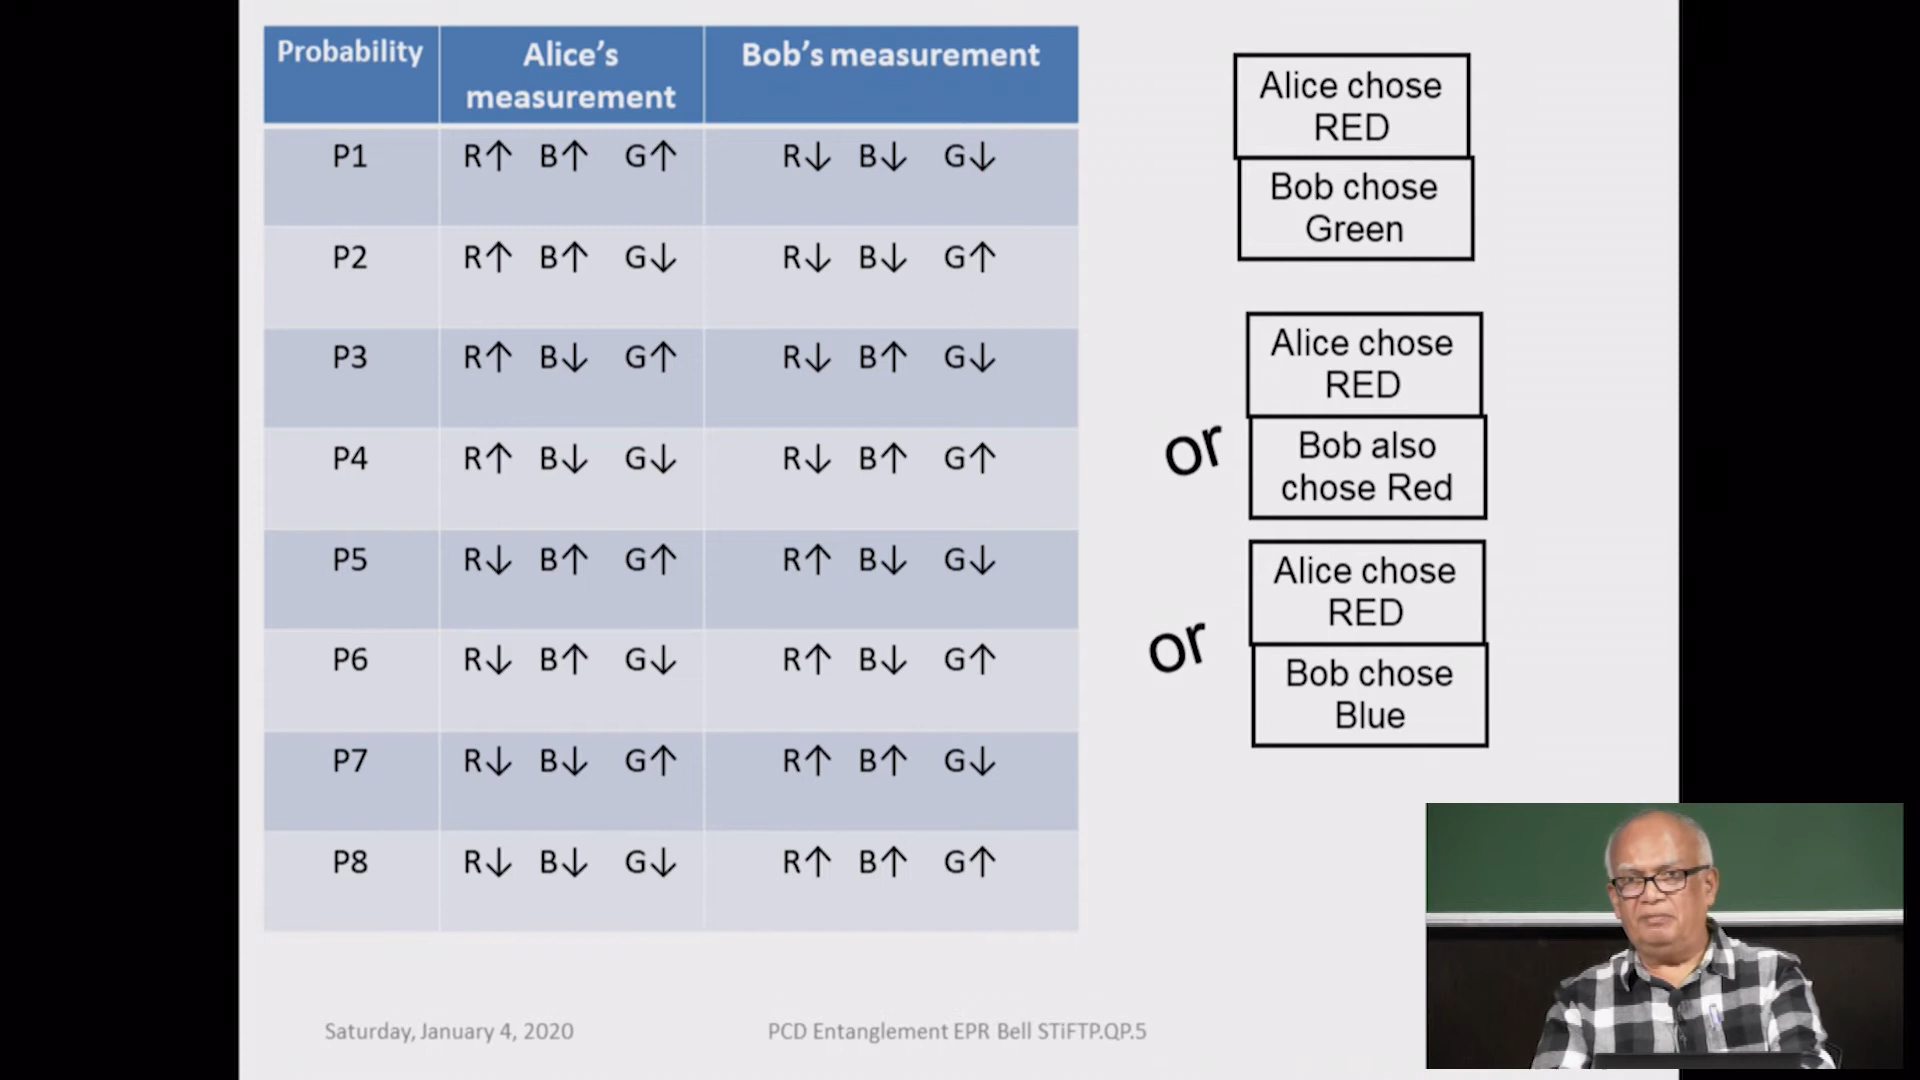 Probability Alice's measurement Bob's measurement
P1 R↑ B↑ G↑ R↓ B↓ G↓
P2 R↑ B↑ G↓ R↓ B↓ G↑
P3 R↑ B↓ G↑ R↓ B↑ G↓
P4 R↑ B↓ G↓ R↓ B↑ G↑
P5 R↓ B↑ G↑ R↑ B↓ G↓
P6 R↓ B↑ G↓ R↑ B↓ G↑
P7 R↓ B↓ G↑ R↑ B↑ G↓
P8 R↓ B↓ G↓ R↑ B↑ G↑
Alice chose
RED
Bob chose
Green
or
Alice chose
RED
Bob also
chose Red
or
Alice chose
RED
Bob chose
Blue
Saturday, January 4, 2020
PCD Entanglement EPR Bell STiFTP.QP.5